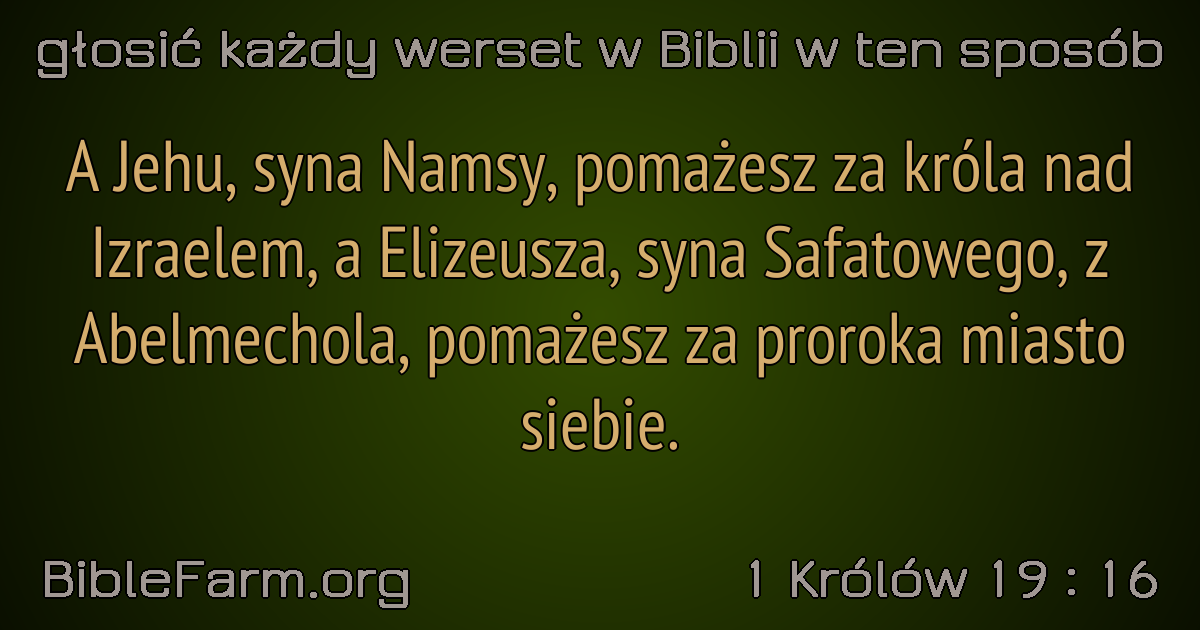 głosić każdy werset w Biblii w ten sposób
A Jehu, syna Namsy, pomażesz za króla nad
Izraelem, a Elizeusza, syna Safatowego, z
Abelmechola, pomażesz za proroka miasto
siebie.
BibleFarm.org
1 Królów 19 : 16